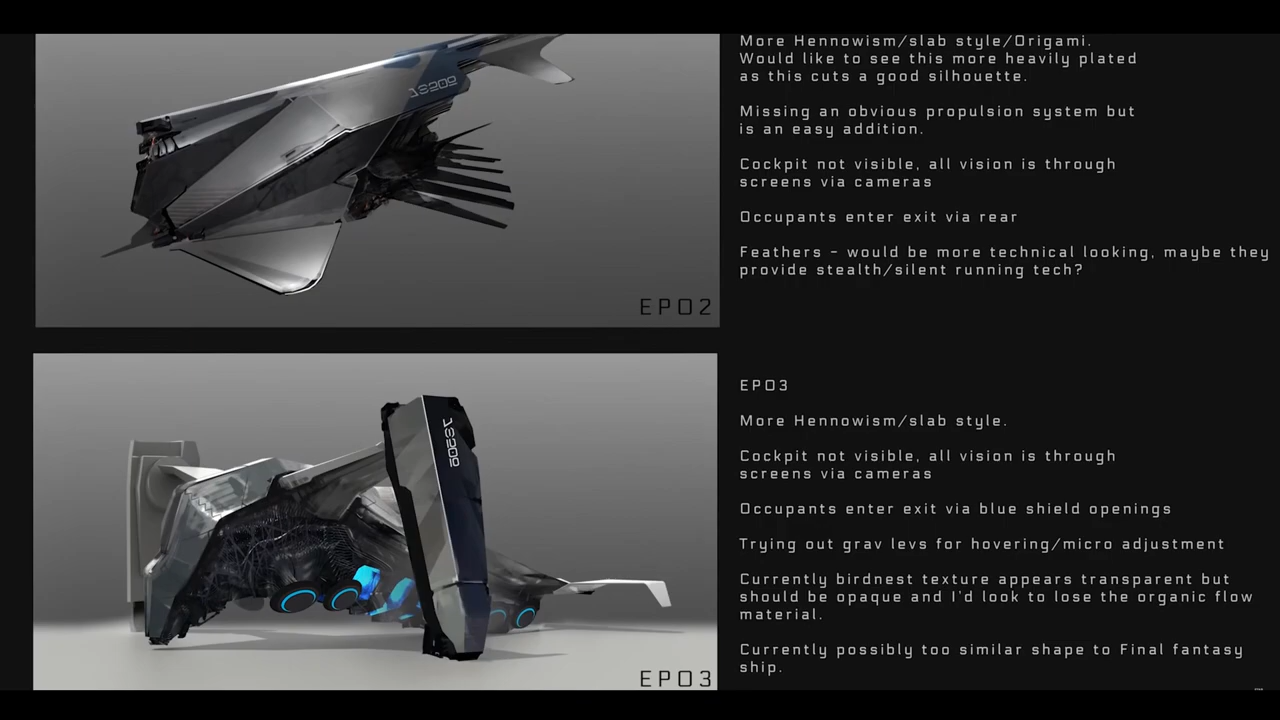 More Hennowism/slab style/Origami.
Would like to see this more heavily plated
as this cuts a good silhouette.
Missing an obvious propulsion system but
is an easy addition.
Cockpit not visible, all vision is through
screens via cameras
Occupants enter exit via rear
Feathers - would be more technical looking, maybe they
provide stealth/silent running tech?
EP02
EP03
More Hennowism/slab style.
Cockpit not visible, all vision is through
screens via cameras
Occupants enter exit via blue shield openings
Trying out grav levs for hovering/micro adjustment
Currently birdnest texture appears transparent but
should be opaque and I'd look to lose the organic flow
material.
Currently possibly too similar shape to Final fantasy
ship.
EP03